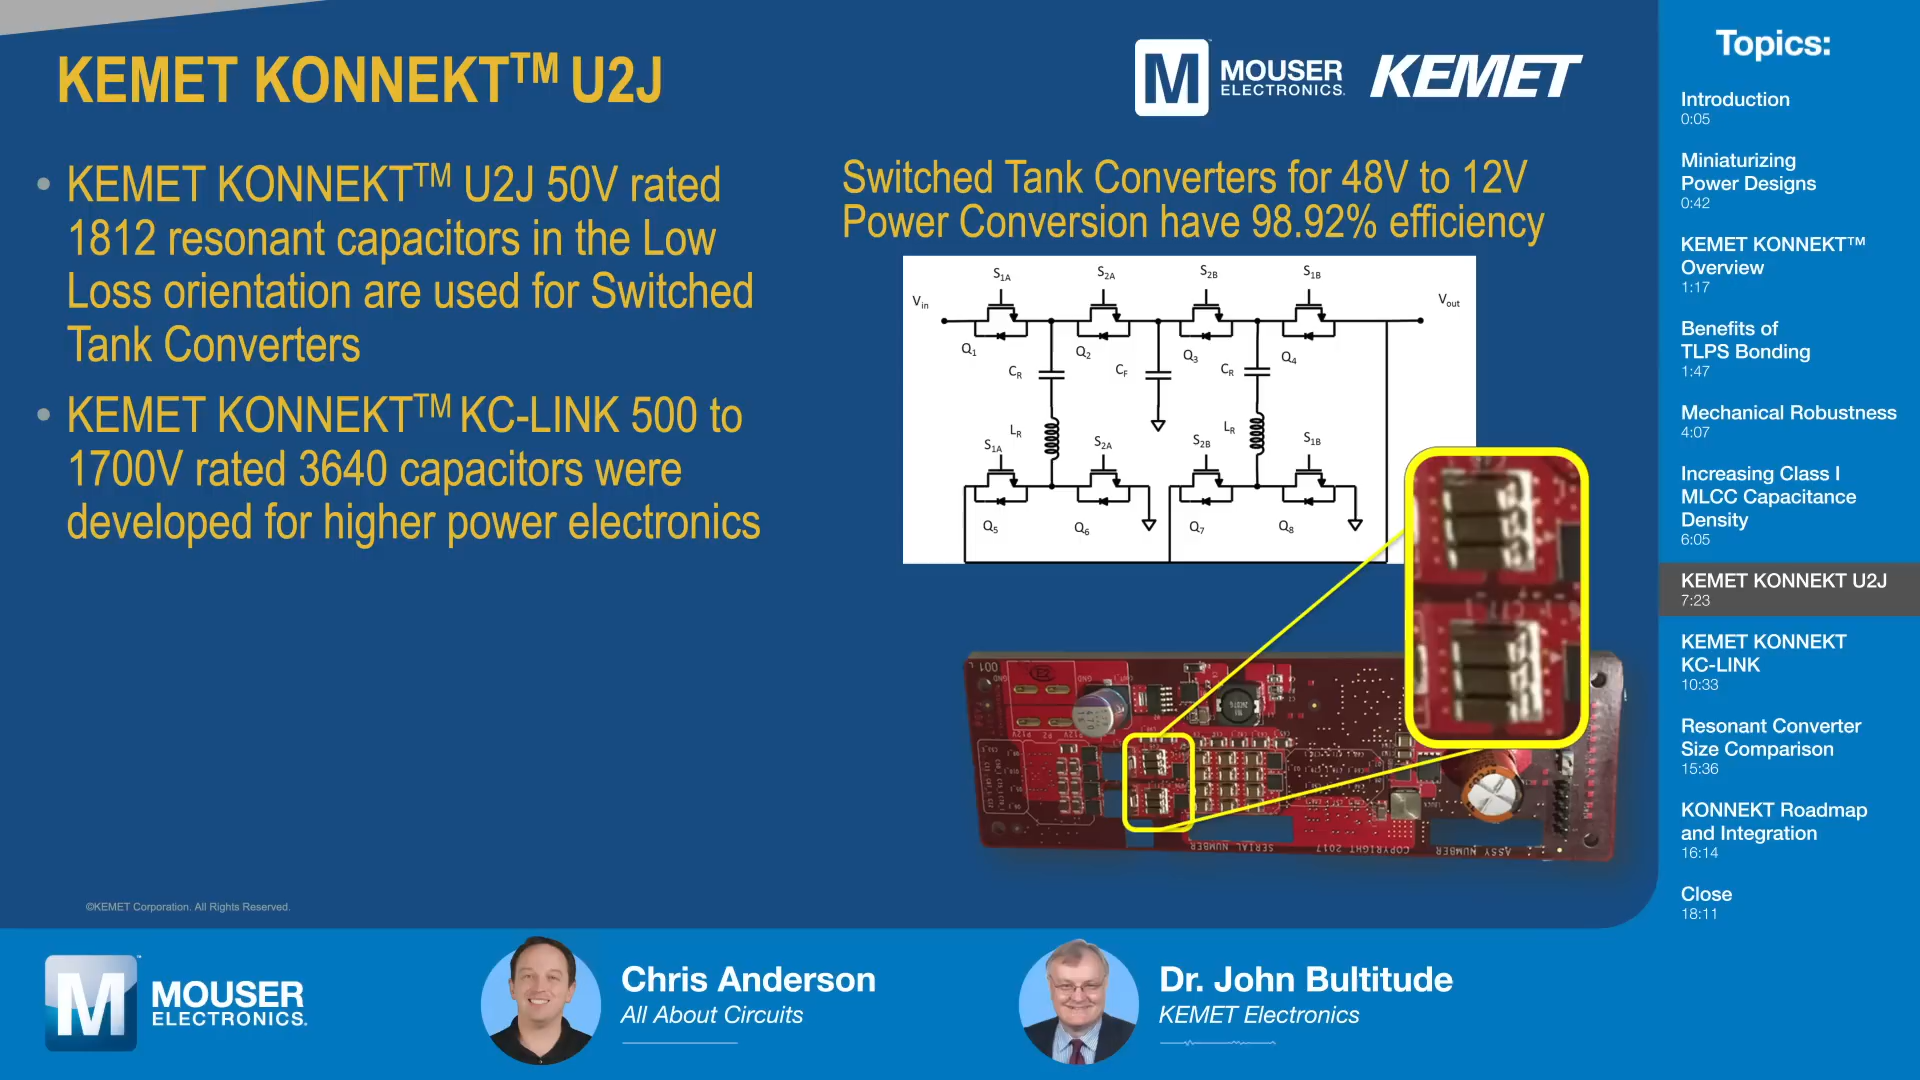 KEMET KONNEKT™ U2J
MOUSER
ELECTRONICS.
KEMET
• KEMET KONNEKT™ U2J 50V rated
1812 resonant capacitors in the Low
Loss orientation are used for Switched
Tank Converters
• KEMET KONNEKT™ KC-LINK 500 to
1700V rated 3640 capacitors were
developed for higher power electronics
Switched Tank Converters for 48V to 12V
Power Conversion have 98.92% efficiency
S1A S2A S2B S1B
Vin Vout
Q1 Q2 Q3 Q4
CR CF CR
LR LR
S1A S2A S2B S1B
Q5 Q6 Q7 Q8
SERIAL NUMBER
COPYRIGHT 2017
ASSY NUMBER
©KEMET Corporation. All Rights Reserved.
Topics:
Introduction
0:05
Miniaturizing
Power Designs
0:42
KEMET KONNEKT™
Overview
1:17
Benefits of
TLPS Bonding
1:47
Mechanical Robustness
4:07
Increasing Class I
MLCC Capacitance
Density
6:05
KEMET KONNEKT U2J
7:23
KEMET KONNEKT
KC-LINK
10:33
Resonant Converter
Size Comparison
15:36
KONNEKT Roadmap
and Integration
16:14
Close
18:11
M MOUSER
ELECTRONICS.
Chris Anderson
All About Circuits
Dr. John Bultitude
KEMET Electronics